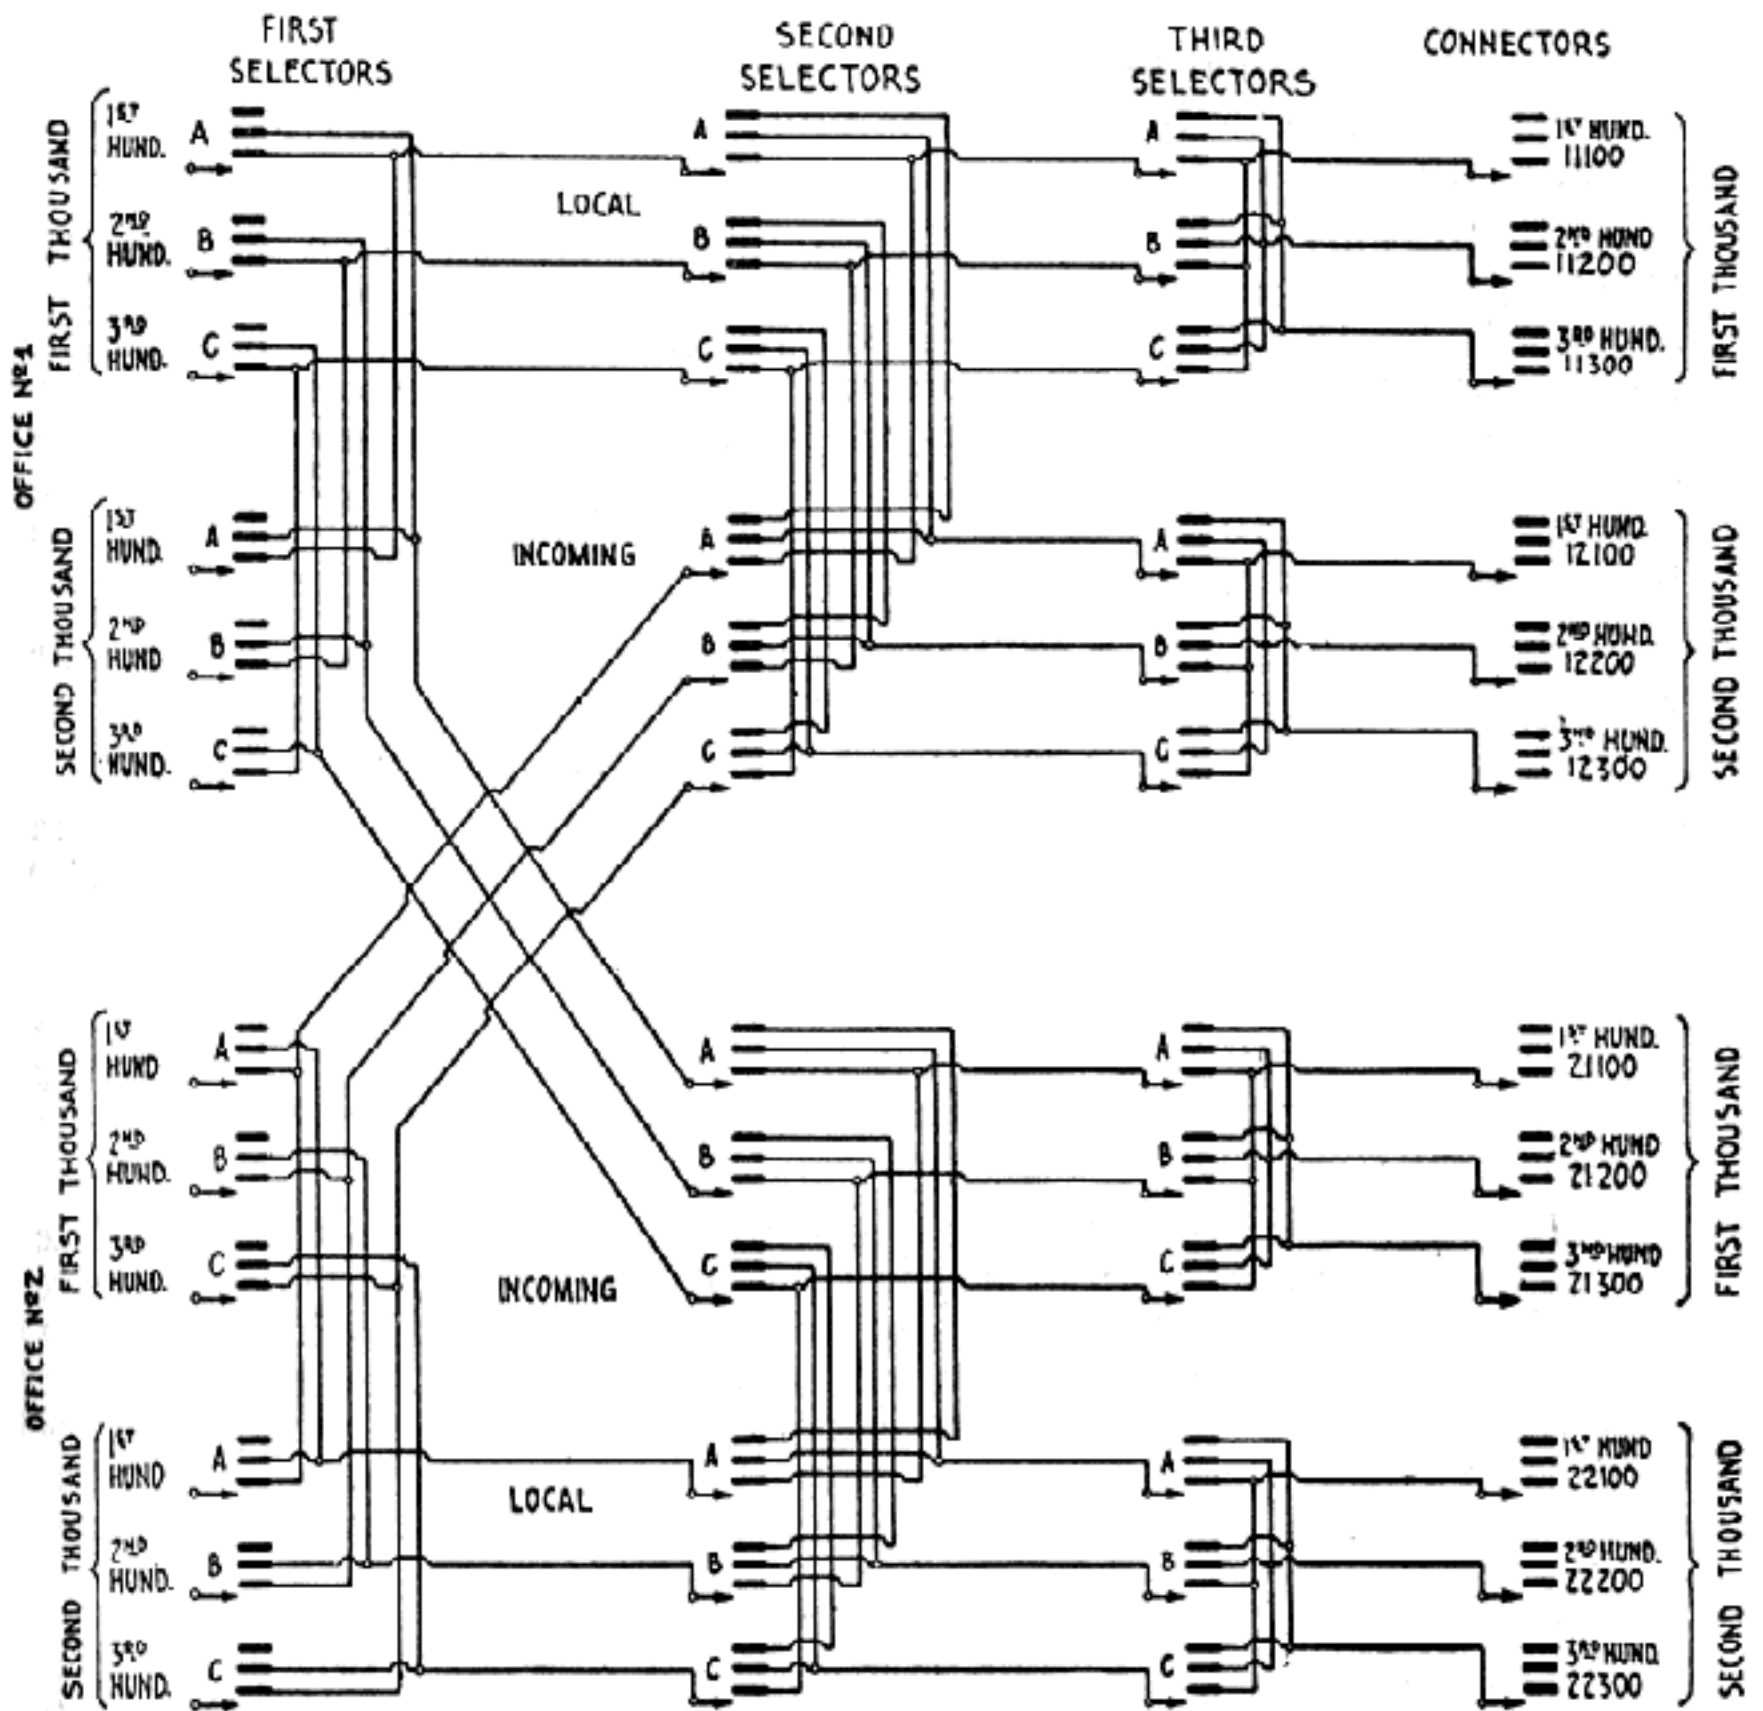 FIRST
SELECTORS
SECOND
SELECTORS
THIRD
SELECTORS
CONNECTORS
OFFICE Nº1
FIRST THOUSAND
1ST
HUND.
A
2ND
HUND.
B
3RD
HUND.
C
LOCAL
A
B
C
A
B
C
1ST HUND.
11100
2ND HUND
11200
3RD HUND.
11300
FIRST THOUSAND
SECOND THOUSAND
1ST
HUND.
A
2ND
HUND
B
3RD
HUND.
C
INCOMING
A
B
C
A
B
C
1ST HUND.
12100
2ND HUND.
12200
3RD HUND.
12300
SECOND THOUSAND
OFFICE Nº2
FIRST THOUSAND
1ST
HUND
A
2ND
HUND.
B
3RD
HUND.
C
INCOMING
A
B
C
A
B
C
1ST HUND.
21100
2ND HUND
21200
3ND HUND
21300
FIRST THOUSAND
SECOND THOUSAND
1ST
HUND
A
2ND
HUND.
B
3RD
HUND.
C
LOCAL
A
B
C
A
B
C
1ST HUND
22100
2ND HUND.
22200
3RD HUND.
22300
SECOND THOUSAND